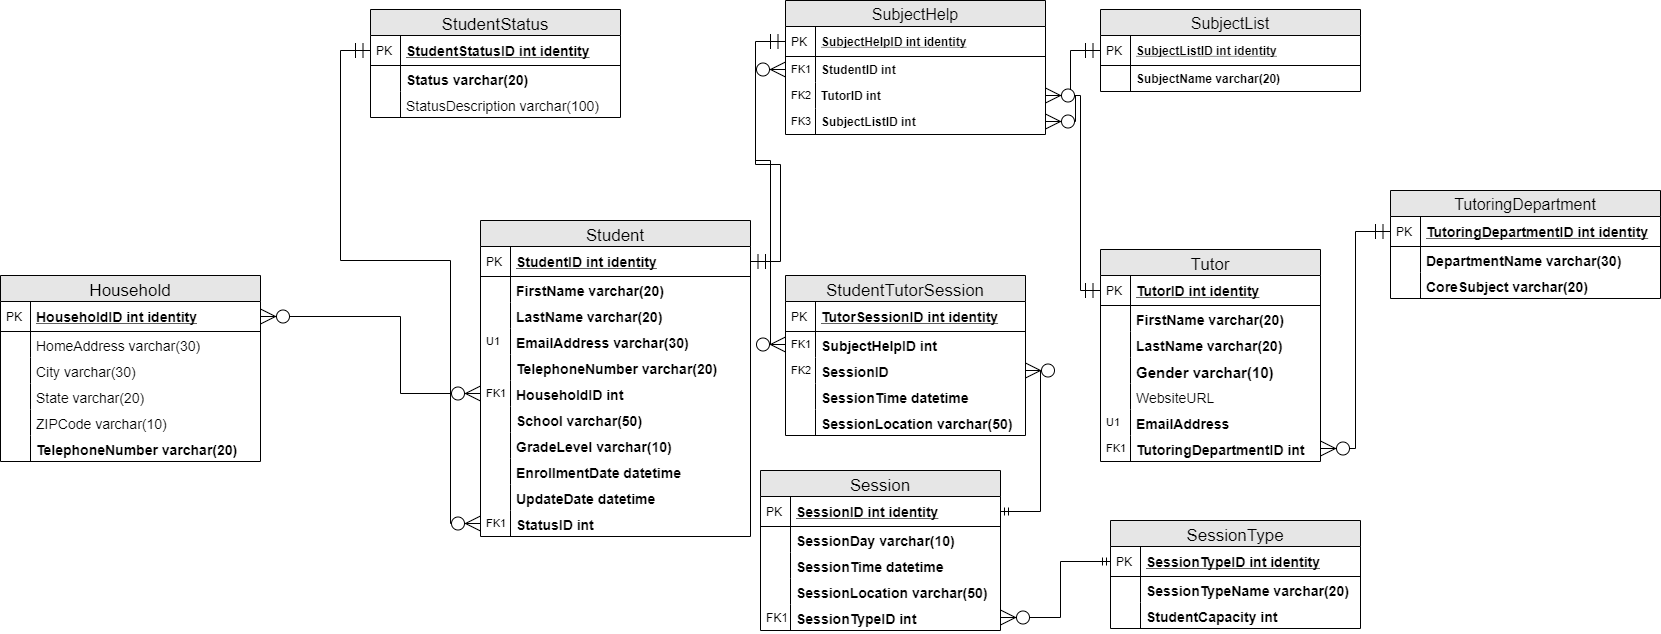 StudentStatus
PK StudentStatusID int identity
Status varchar(20)
StatusDescription varchar(100)
SubjectHelp
PK SubjectHelpID int identity
FK1 StudentID int
FK2 TutorID int
FK3 SubjectListID int
SubjectList
PK SubjectListID int identity
SubjectName varchar(20)
TutoringDepartment
PK TutoringDepartmentID int identity
DepartmentName varchar(30)
CoreSubject varchar(20)
Household
PK HouseholdID int identity
HomeAddress varchar(30)
City varchar(30)
State varchar(20)
ZIPCode varchar(10)
TelephoneNumber varchar(20)
Student
PK StudentID int identity
FirstName varchar(20)
LastName varchar(20)
U1 EmailAddress varchar(30)
TelephoneNumber varchar(20)
FK1 HouseholdID int
School varchar(50)
GradeLevel varchar(10)
EnrollmentDate datetime
UpdateDate datetime
FK1 StatusID int
StudentTutorSession
PK TutorSessionID int identity
FK1 SubjectHelpID int
FK2 SessionID
SessionTime datetime
SessionLocation varchar(50)
Tutor
PK TutorID int identity
FirstName varchar(20)
LastName varchar(20)
Gender varchar(10)
WebsiteURL
U1 EmailAddress
FK1 TutoringDepartmentID int
Session
PK SessionID int identity
SessionDay varchar(10)
SessionTime datetime
SessionLocation varchar(50)
FK1 SessionTypeID int
SessionType
PK SessionTypeID int identity
SessionTypeName varchar(20)
StudentCapacity int